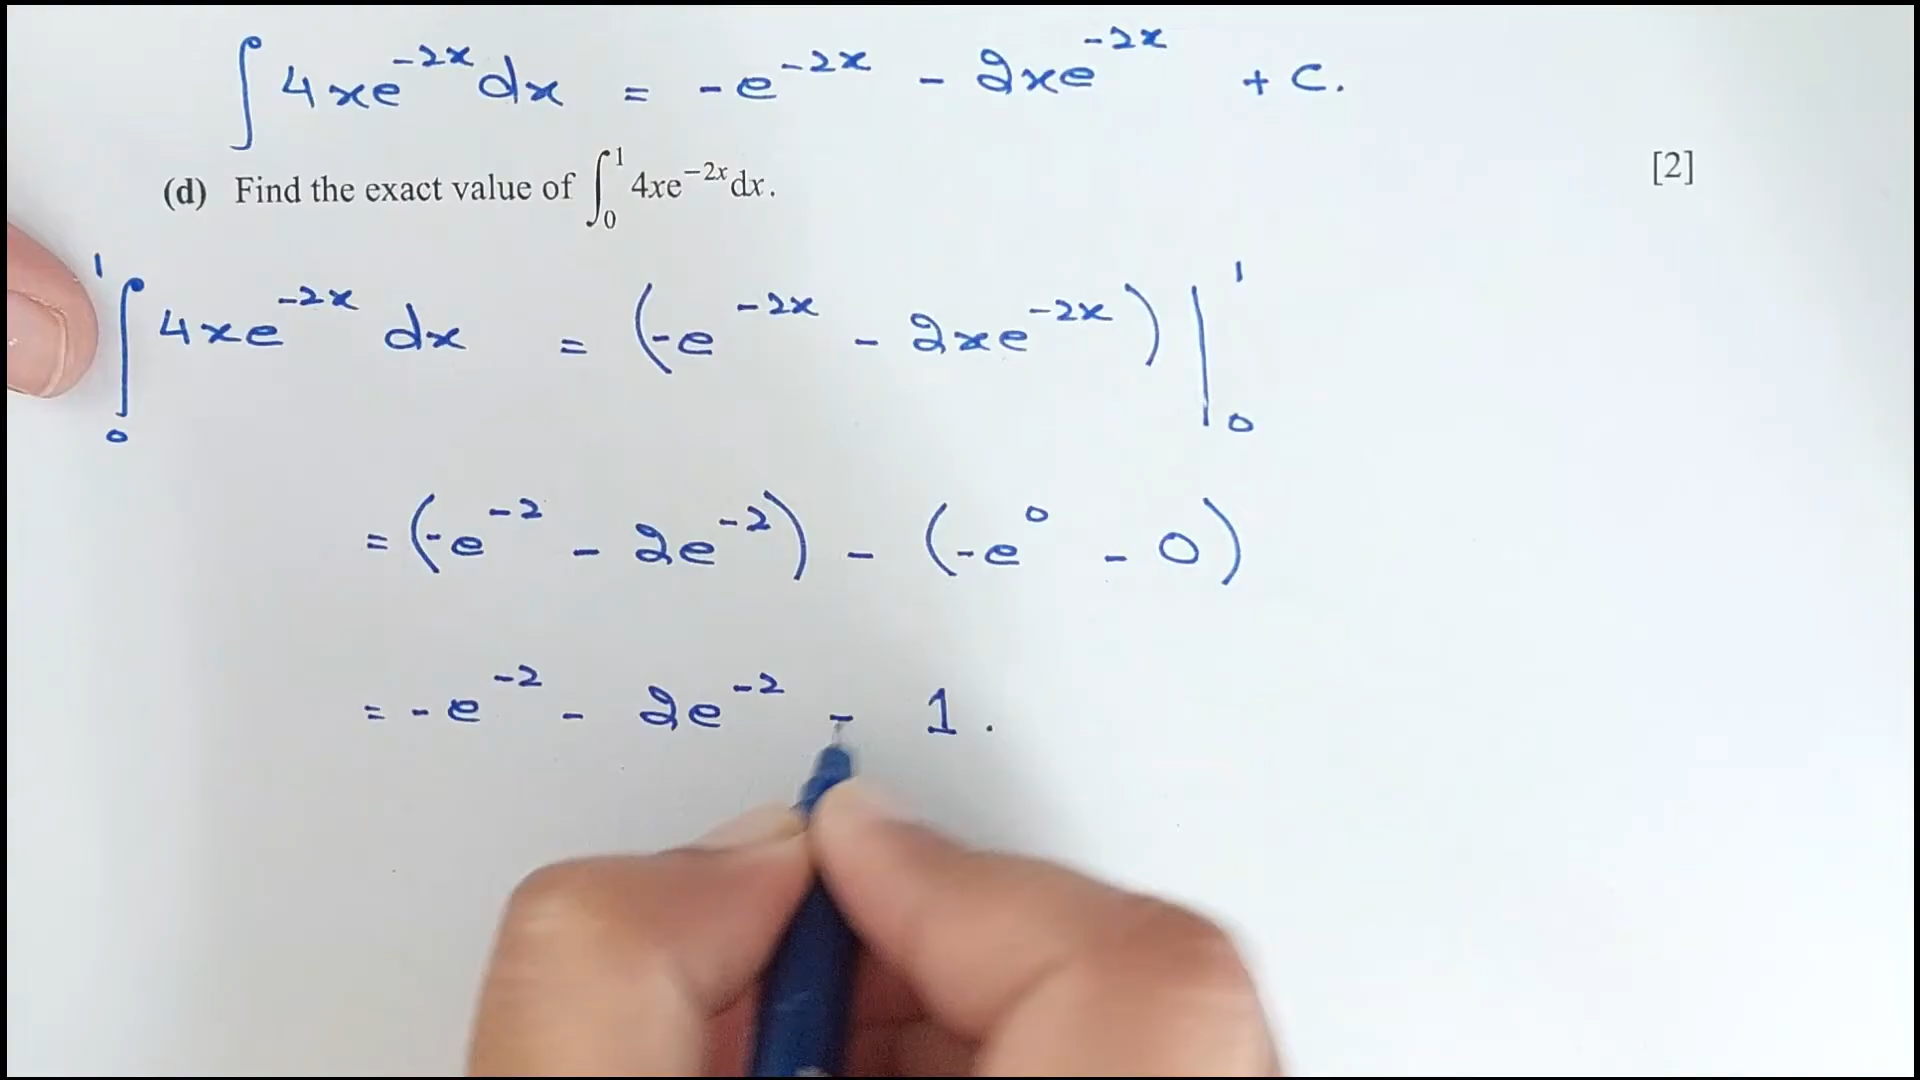 ∫ 4xe⁻²ˣ dx = -e⁻²ˣ - 2xe⁻²ˣ + c.
(d) Find the exact value of ∫₀¹ 4xe⁻²ˣ dx. [2]
∫₀¹ 4xe⁻²ˣ dx = (-e⁻²ˣ - 2xe⁻²ˣ) |₀¹
= (-e⁻² - 2e⁻²) - (-e⁰ - 0)
= -e⁻² - 2e⁻² - 1.